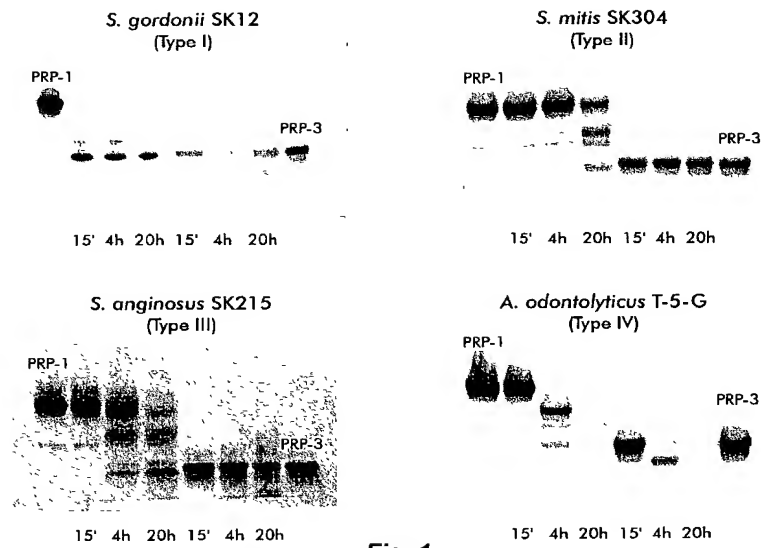 S. gordonii SK12
(Type I)
PRP-1
PRP-3
15' 4h 20h 15' 4h 20h
S. mitis SK304
(Type II)
PRP-1
PRP-3
15' 4h 20h 15' 4h 20h
S. anginosus SK215
(Type III)
PRP-1
PRP-3
15' 4h 20h 15' 4h 20h
A. odontolyticus T-5-G
(Type IV)
PRP-1
PRP-3
15' 4h 20h 15' 4h 20h